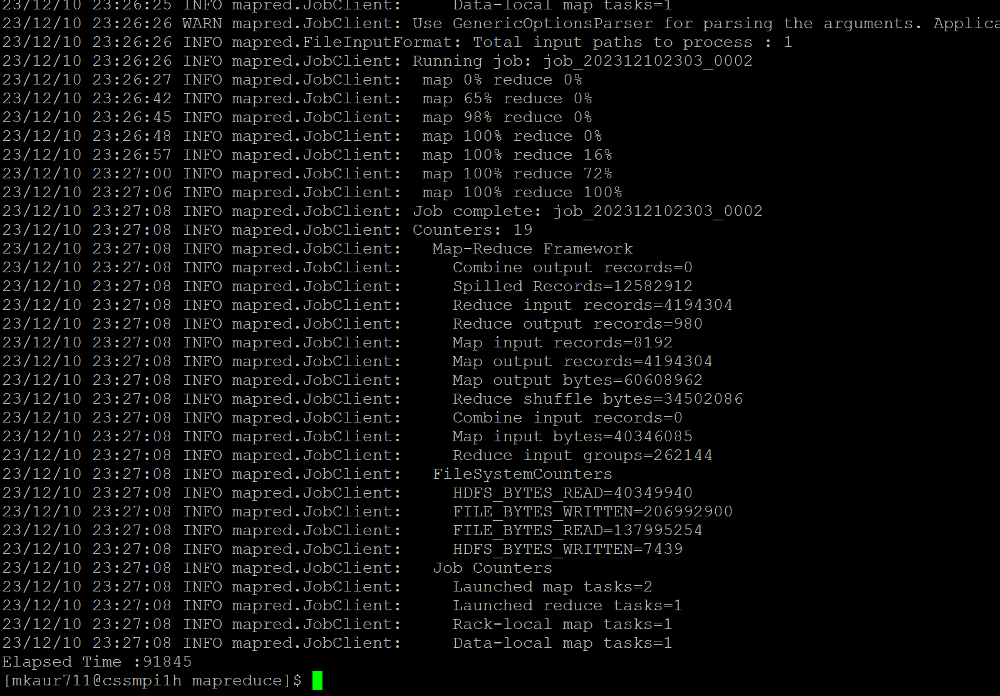 23/12/10 23:26:25 INFO mapred.JobClient:     Data-local map tasks=1
23/12/10 23:26:26 WARN mapred.JobClient: Use GenericOptionsParser for parsing the arguments. Applica
23/12/10 23:26:26 INFO mapred.FileInputFormat: Total input paths to process : 1
23/12/10 23:26:26 INFO mapred.JobClient: Running job: job_202312102303_0002
23/12/10 23:26:27 INFO mapred.JobClient:  map 0% reduce 0%
23/12/10 23:26:42 INFO mapred.JobClient:  map 65% reduce 0%
23/12/10 23:26:45 INFO mapred.JobClient:  map 98% reduce 0%
23/12/10 23:26:48 INFO mapred.JobClient:  map 100% reduce 0%
23/12/10 23:26:57 INFO mapred.JobClient:  map 100% reduce 16%
23/12/10 23:27:00 INFO mapred.JobClient:  map 100% reduce 72%
23/12/10 23:27:06 INFO mapred.JobClient:  map 100% reduce 100%
23/12/10 23:27:08 INFO mapred.JobClient: Job complete: job_202312102303_0002
23/12/10 23:27:08 INFO mapred.JobClient: Counters: 19
23/12/10 23:27:08 INFO mapred.JobClient:   Map-Reduce Framework
23/12/10 23:27:08 INFO mapred.JobClient:     Combine output records=0
23/12/10 23:27:08 INFO mapred.JobClient:     Spilled Records=12582912
23/12/10 23:27:08 INFO mapred.JobClient:     Reduce input records=4194304
23/12/10 23:27:08 INFO mapred.JobClient:     Reduce output records=980
23/12/10 23:27:08 INFO mapred.JobClient:     Map input records=8192
23/12/10 23:27:08 INFO mapred.JobClient:     Map output records=4194304
23/12/10 23:27:08 INFO mapred.JobClient:     Map output bytes=60608962
23/12/10 23:27:08 INFO mapred.JobClient:     Reduce shuffle bytes=34502086
23/12/10 23:27:08 INFO mapred.JobClient:     Combine input records=0
23/12/10 23:27:08 INFO mapred.JobClient:     Map input bytes=40346085
23/12/10 23:27:08 INFO mapred.JobClient:     Reduce input groups=262144
23/12/10 23:27:08 INFO mapred.JobClient:   FileSystemCounters
23/12/10 23:27:08 INFO mapred.JobClient:     HDFS_BYTES_READ=40349940
23/12/10 23:27:08 INFO mapred.JobClient:     FILE_BYTES_WRITTEN=206992900
23/12/10 23:27:08 INFO mapred.JobClient:     FILE_BYTES_READ=137995254
23/12/10 23:27:08 INFO mapred.JobClient:     HDFS_BYTES_WRITTEN=7439
23/12/10 23:27:08 INFO mapred.JobClient:   Job Counters
23/12/10 23:27:08 INFO mapred.JobClient:     Launched map tasks=2
23/12/10 23:27:08 INFO mapred.JobClient:     Launched reduce tasks=1
23/12/10 23:27:08 INFO mapred.JobClient:     Rack-local map tasks=1
23/12/10 23:27:08 INFO mapred.JobClient:     Data-local map tasks=1
Elapsed Time :91845
[mkaur711@cssmpi1h mapreduce]$